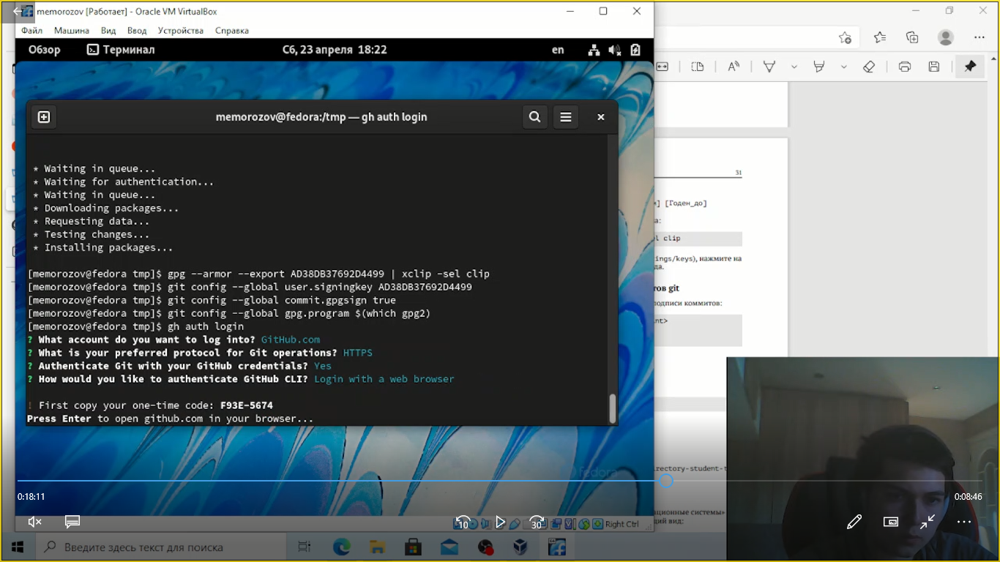 memorozov [Работает] - Oracle VM VirtualBox
Файл Машина Вид Ввод Устройства Справка
Обзор Терминал Сб, 23 апреля 18:22 en
memorozov@fedora:/tmp — gh auth login
* Waiting in queue...
* Waiting for authentication...
* Waiting in queue...
* Downloading packages...
* Requesting data...
* Testing changes...
* Installing packages...
[memorozov@fedora tmp]$ gpg --armor --export AD38DB37692D4499 | xclip -sel clip
[memorozov@fedora tmp]$ git config --global user.signingkey AD38DB37692D4499
[memorozov@fedora tmp]$ git config --global commit.gpgsign true
[memorozov@fedora tmp]$ git config --global gpg.program $(which gpg2)
[memorozov@fedora tmp]$ gh auth login
? What account do you want to log into? GitHub.com
? What is your preferred protocol for Git operations? HTTPS
? Authenticate Git with your GitHub credentials? Yes
? How would you like to authenticate GitHub CLI? Login with a web browser
! First copy your one-time code: F93E-5674
Press Enter to open github.com in your browser...
fedora
31
] [Годен_до]
а:
l clip
ings/keys), нажмите на
да.
ов git
подписи коммитов:
nt>
irectory-student-t
ационные системы»
щий вид:
0:18:11
0:08:46
10
30
Right Ctrl
Введите здесь текст для поиска